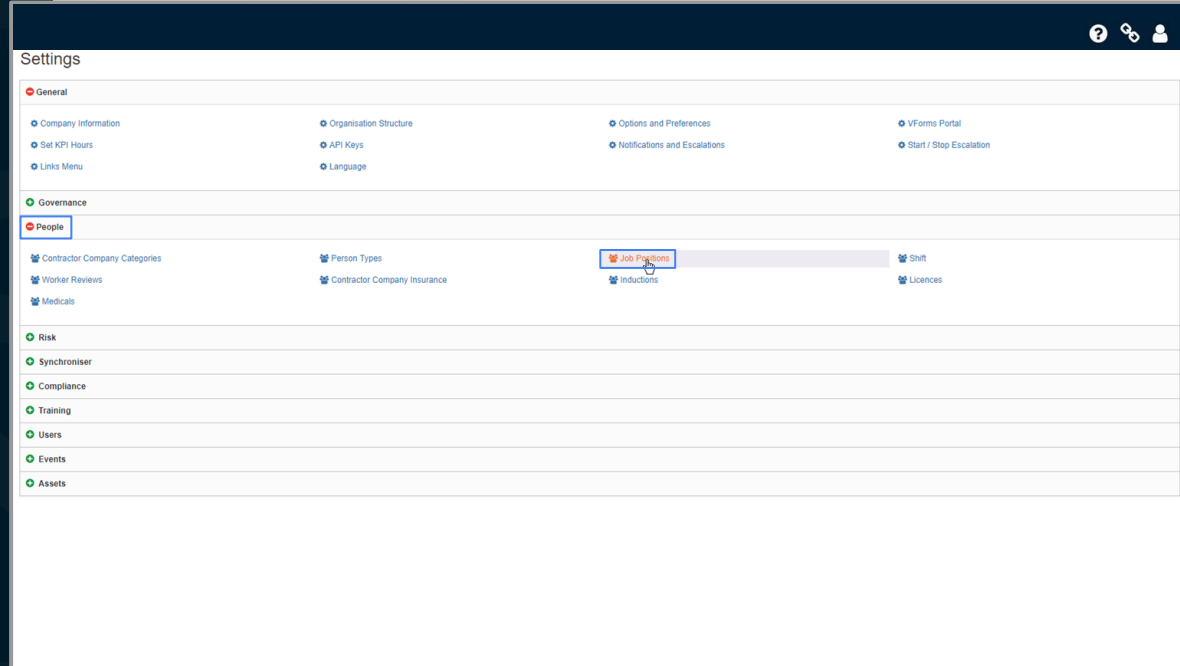 Settings
General
Company Information Organisation Structure Options and Preferences VForms Portal
Set KPI Hours API Keys Notifications and Escalations Start / Stop Escalation
Links Menu Language
Governance
People
Contractor Company Categories Person Types Job Positions Shift
Worker Reviews Contractor Company Insurance Inductions Licences
Medicals
Risk
Synchroniser
Compliance
Training
Users
Events
Assets